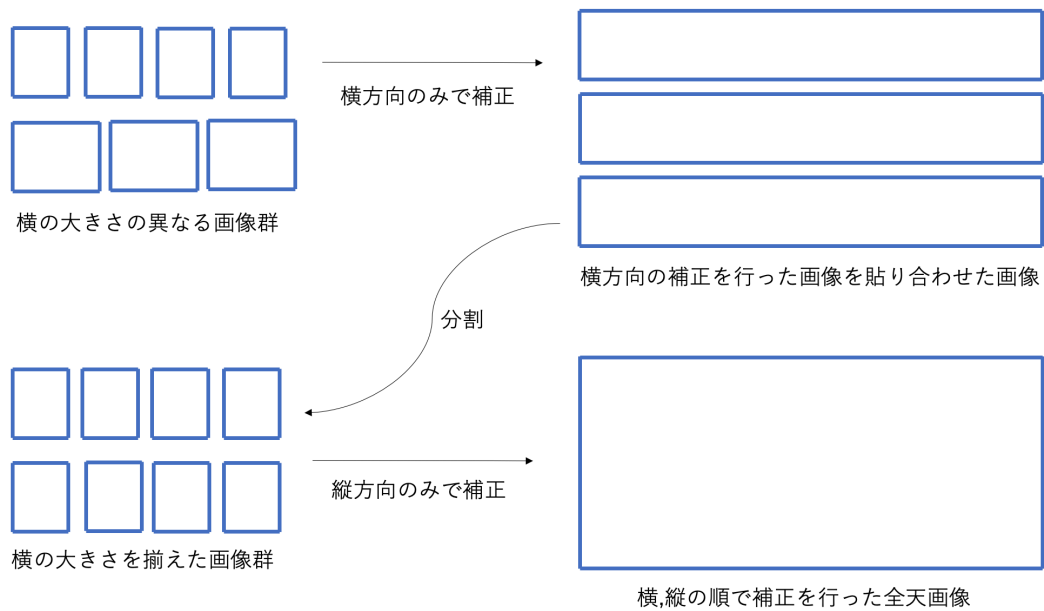 横方向のみで補正
横の大きさの異なる画像群
横方向の補正を行った画像を貼り合わせた画像
分割
縦方向のみで補正
横の大きさを揃えた画像群
横,縦の順で補正を行った全天画像